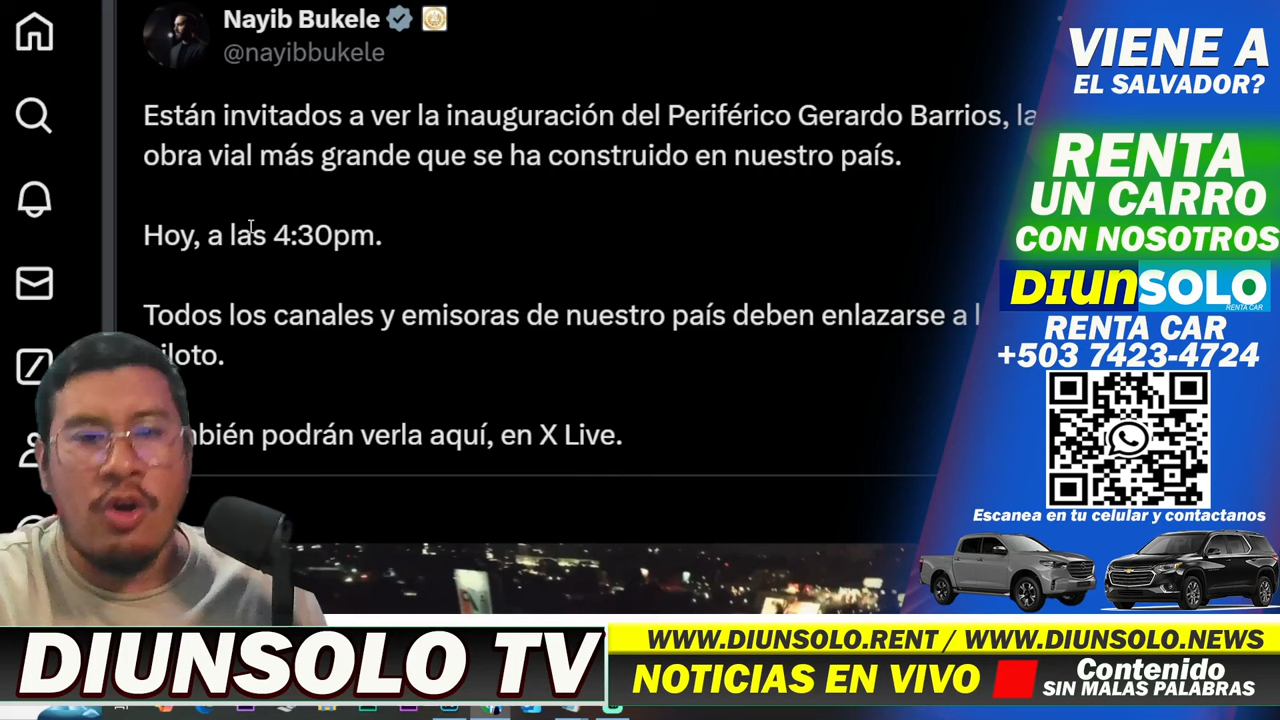 Nayib Bukele
@nayibbukele
Están invitados a ver la inauguración del Periférico Gerardo Barrios, la
obra vial más grande que se ha construido en nuestro país.
Hoy, a las 4:30pm.
Todos los canales y emisoras de nuestro país deben enlazarse a l
iloto.
mbién podrán verla aquí, en X Live.
VIENE A
EL SALVADOR?
RENTA
UN CARRO
CON NOSOTROS
DIUNSOLO
RENTA CAR
RENTA CAR
+503 7423-4724
Escanea en tu celular y contactanos
DIUNSOLO TV
WWW.DIUNSOLO.RENT / WWW.DIUNSOLO.NEWS
NOTICIAS EN VIVO
Contenido
SIN MALAS PALABRAS